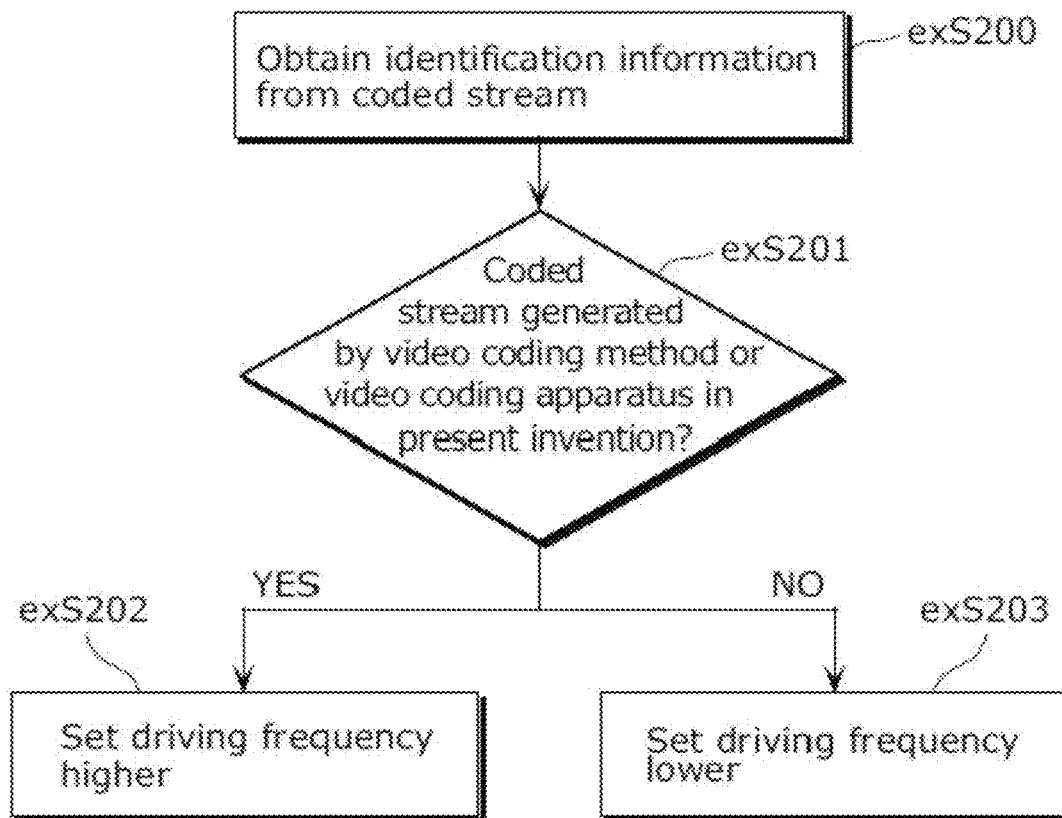 exS200
Obtain identification information
from coded stream
exS201
Coded
stream generated
by video coding method or
video coding apparatus in
present invention?
YES
NO
exS202
exS203
Set driving frequency
higher
Set driving frequency
lower